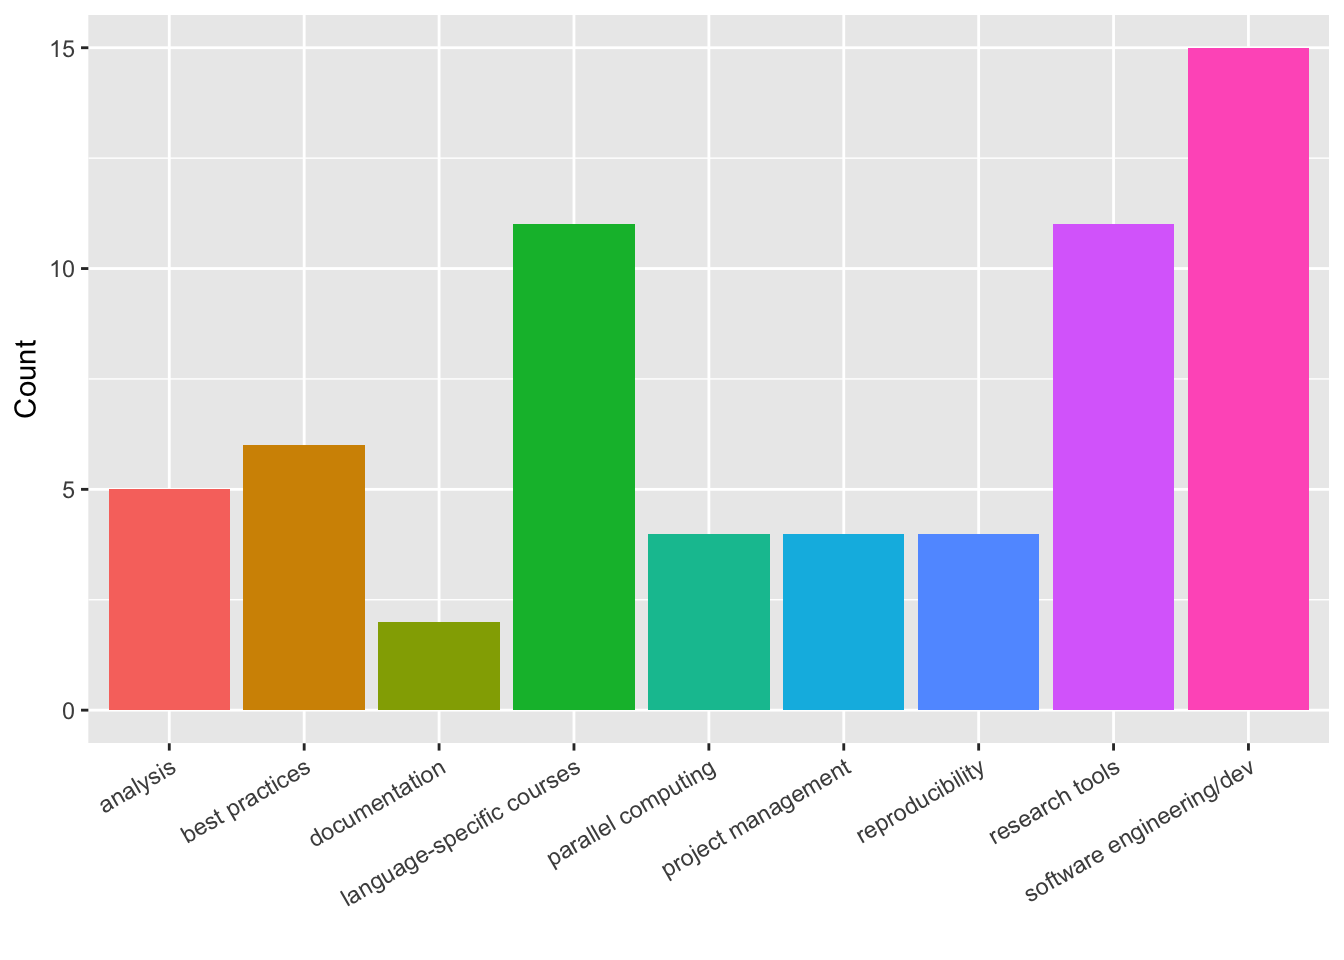 15
10
5
0
Count
analysis
best practices
documentation
language-specific courses
parallel computing
project management
reproducibility
research tools
software engineering/dev